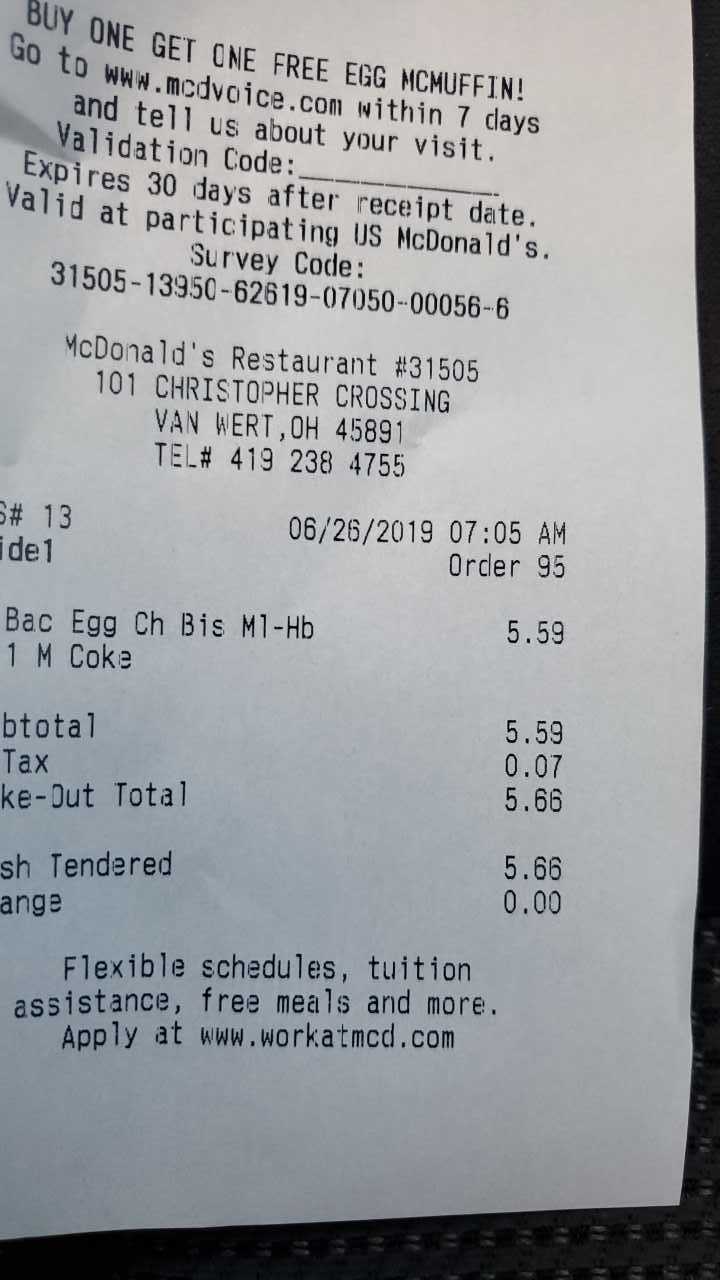 BUY ONE GET ONE FREE EGG MCMUFFIN!
Go to www.mcdvoice.com within 7 days
and tell us about your visit.
Validation Code:____________
Expires 30 days after receipt date.
Valid at participating US McDonald's.
Survey Code:
31505-13950-62619-07050-00056-6
McDonald's Restaurant #31505
101 CHRISTOPHER CROSSING
VAN WERT,OH 45891
TEL# 419 238 4755
S# 13 06/26/2019 07:05 AM
ide1 Order 95
Bac Egg Ch Bis Ml-Hb 5.59
1 M Coke
btotal 5.59
Tax 0.07
ke-Out Total 5.66
sh Tendered 5.66
ange 0.00
Flexible schedules, tuition
assistance, free meals and more.
Apply at www.workatmcd.com